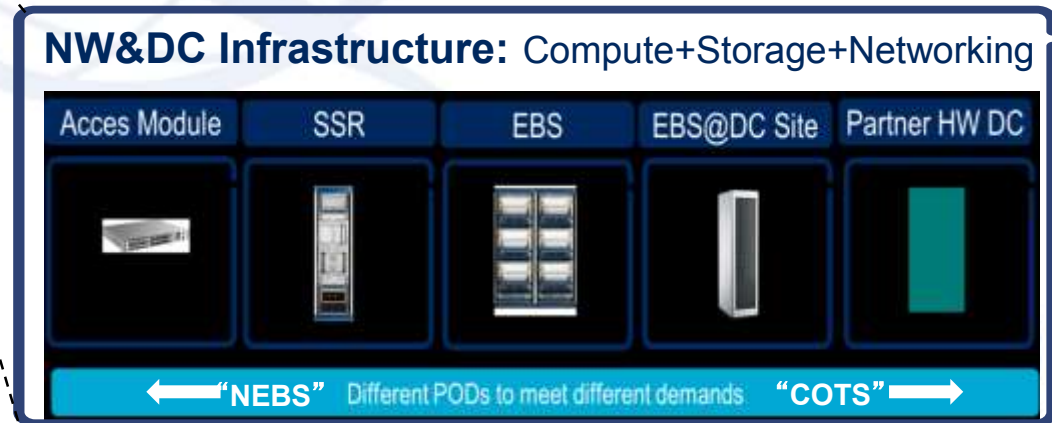 NW&DC Infrastructure: Compute+Storage+Networking
Acces Module SSR EBS EBS@DC Site Partner HW DC
“NEBS” Different PODs to meet different demands “COTS”